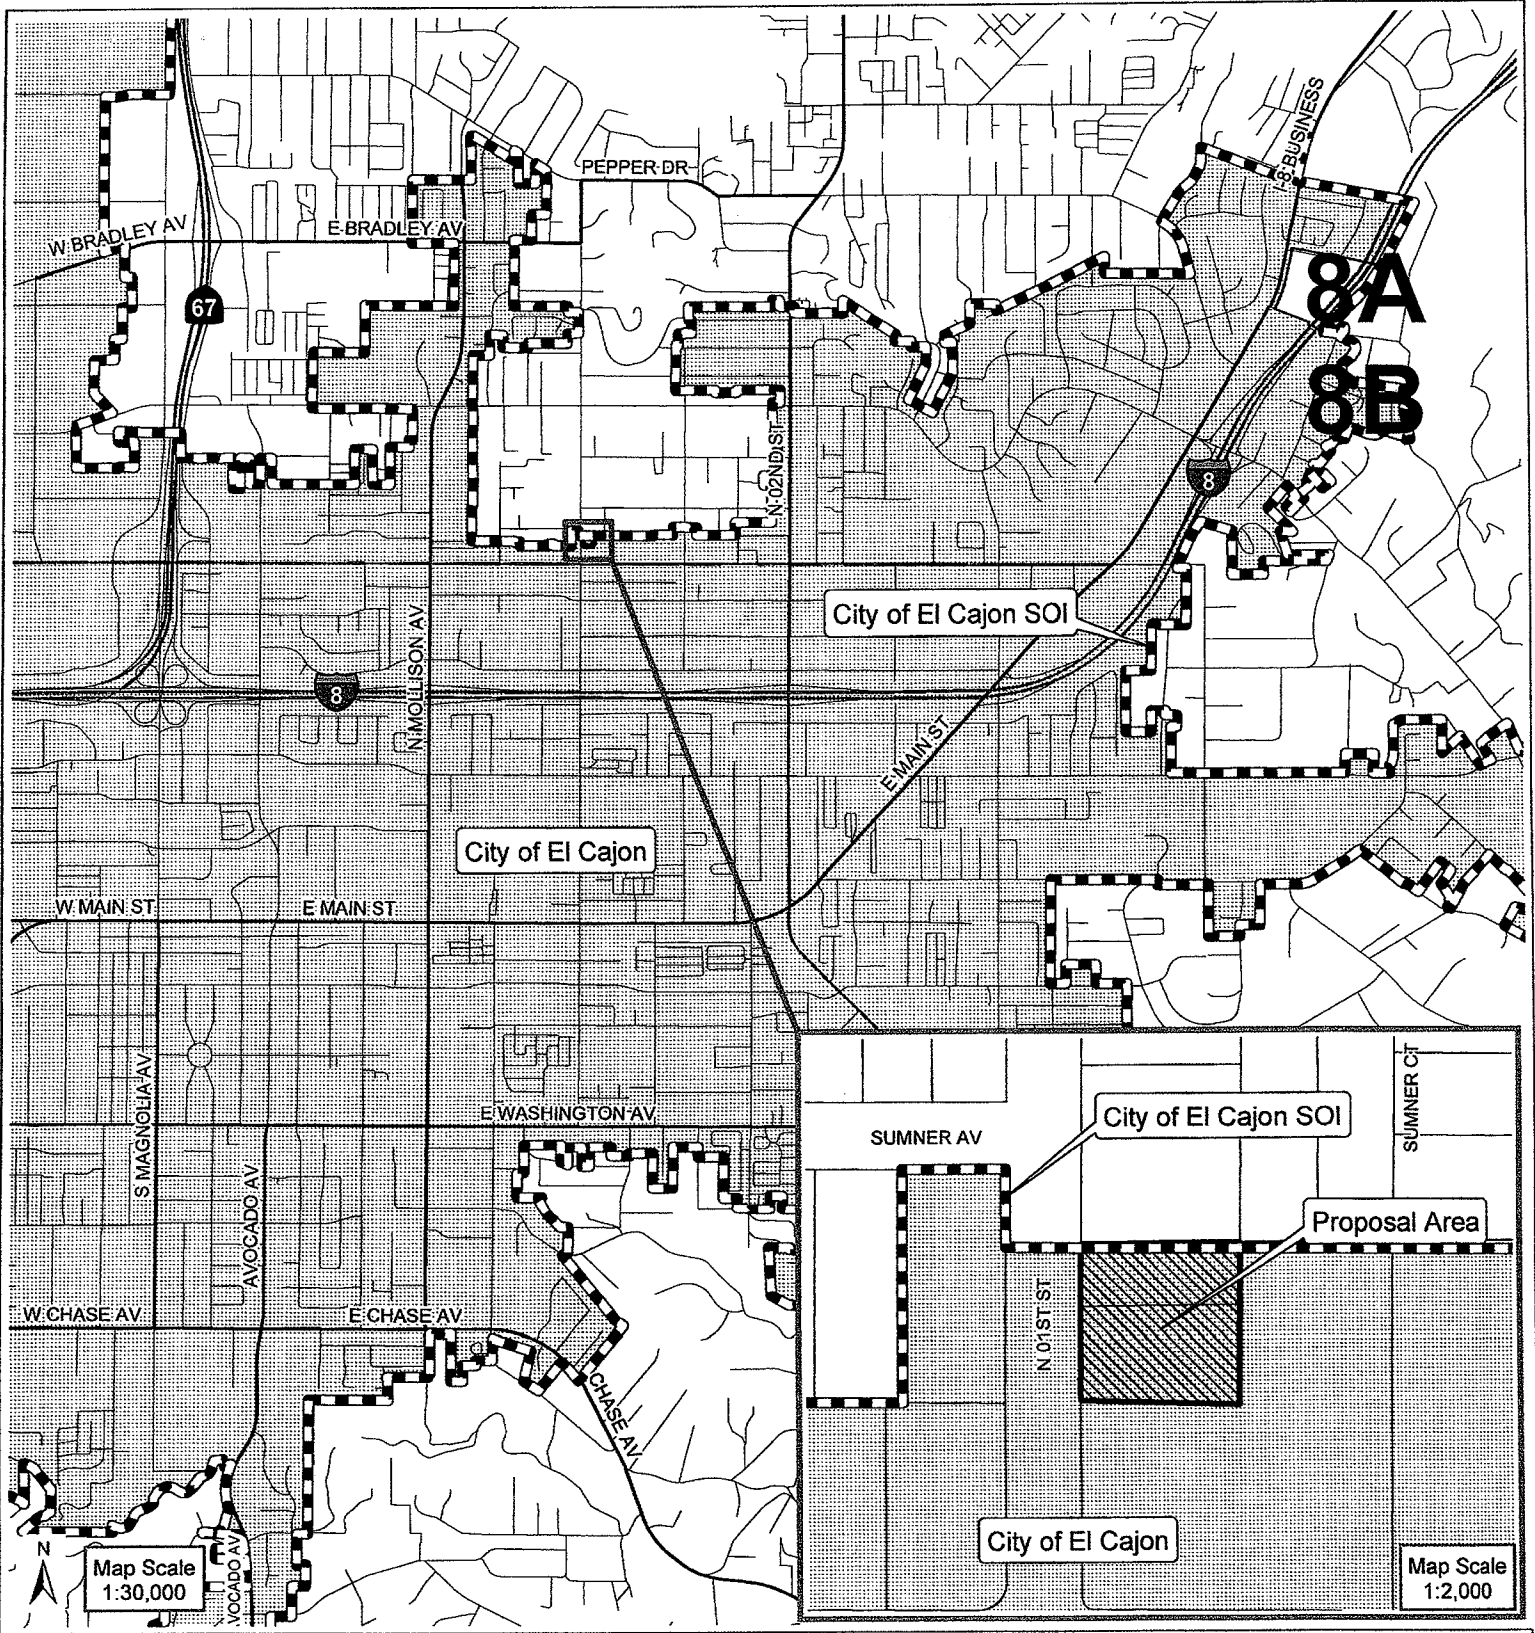 I-8 BUSINESS
PEPPER DR
W BRADLEY AV
E BRADLEY AV
67
8A
8B
N 02ND ST
8
City of El Cajon SOI
N MOLLISON AV
8
E MAIN ST
City of El Cajon
W MAIN ST
E MAIN ST
S MAGNOLIA AV
E WASHINGTON AV
AVOCADO AV
W CHASE AV
E CHASE AV
CHASE AV
SUMNER AV
City of El Cajon SOI
SUMNER CT
Proposal Area
N 01ST ST
City of El Cajon
N
Map Scale
1:30,000
VOCADO AV
Map Scale
1:2,000